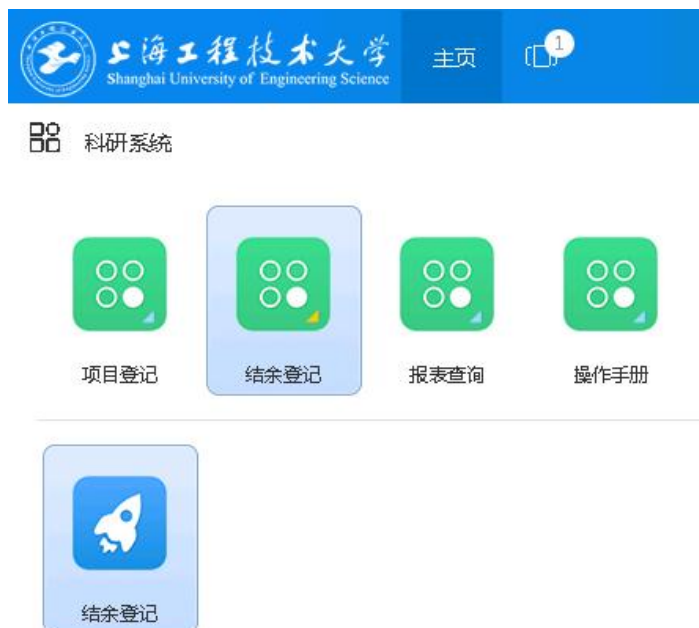 上海工程技术大学
Shanghai University of Engineering Science
主页
1
科研系统
项目登记
结余登记
报表查询
操作手册
结余登记